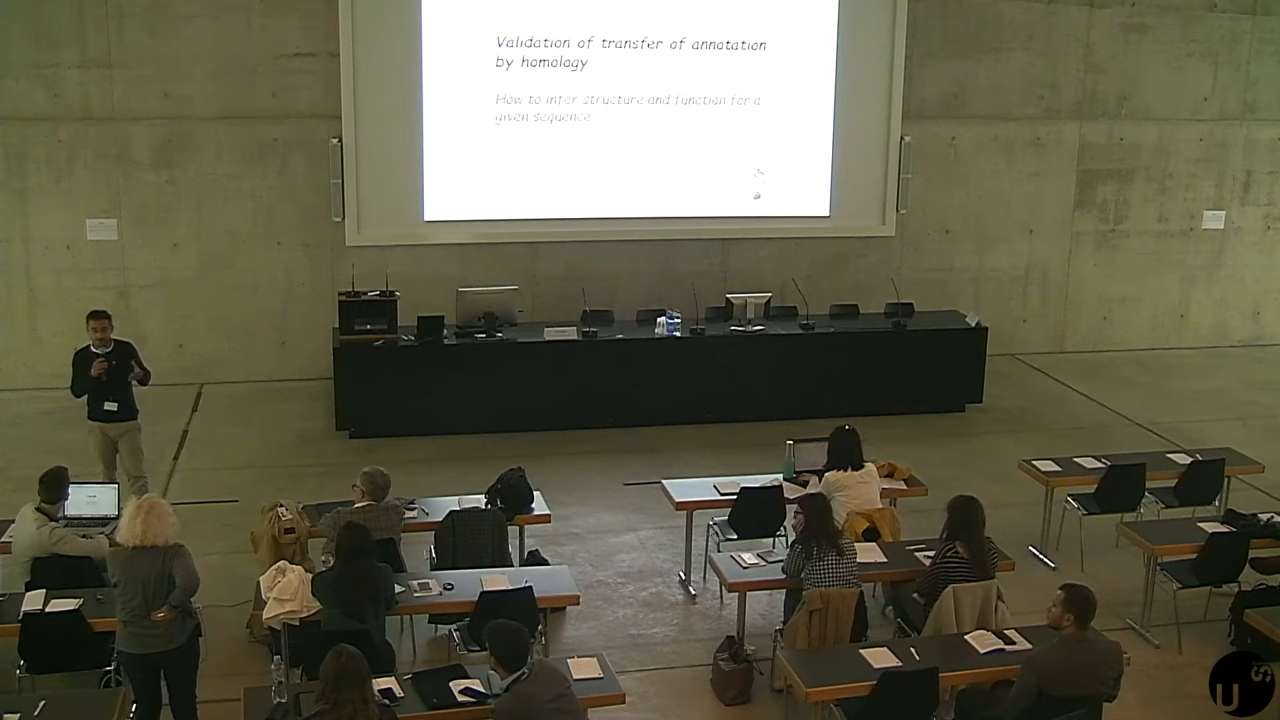 Validation of transfer of annotation
by homology
How to infer structure and function for a
given sequence
U
S